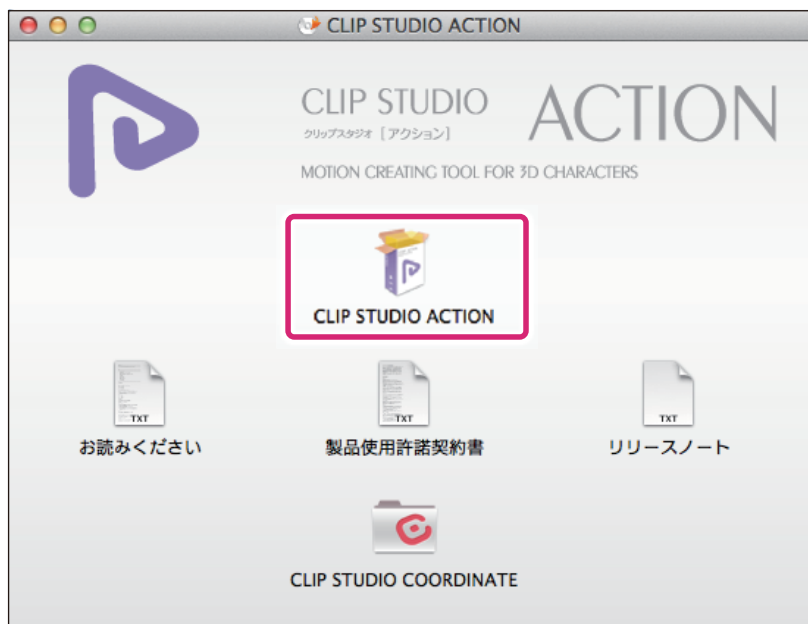 CLIP STUDIO ACTION
CLIP STUDIO ACTION
クリップスタジオ [アクション]
MOTION CREATING TOOL FOR 3D CHARACTERS
CLIP STUDIO ACTION
TXT TXT TXT
お読みください 製品使用許諾契約書 リリースノート
CLIP STUDIO COORDINATE